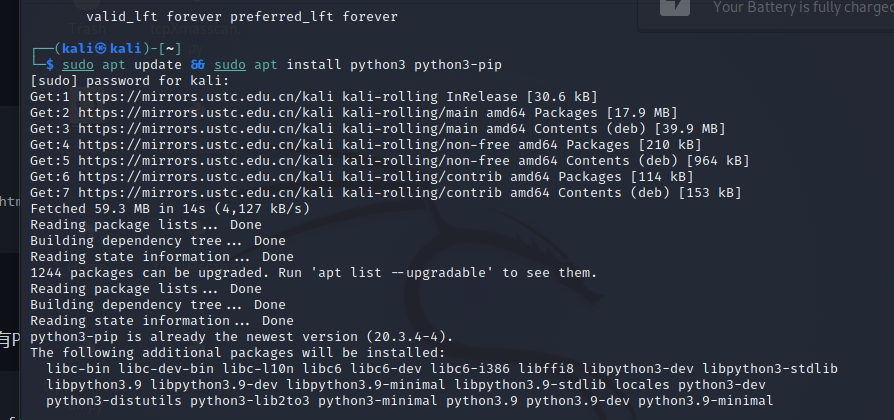 Your Battery is fully charged
valid_lft forever preferred_lft forever
┌──(kali㉿kali)-[~]
└─$ sudo apt update && sudo apt install python3 python3-pip
[sudo] password for kali:
Get:1 https://mirrors.ustc.edu.cn/kali kali-rolling InRelease [30.6 kB]
Get:2 https://mirrors.ustc.edu.cn/kali kali-rolling/main amd64 Packages [17.9 MB]
Get:3 https://mirrors.ustc.edu.cn/kali kali-rolling/main amd64 Contents (deb) [39.9 MB]
Get:4 https://mirrors.ustc.edu.cn/kali kali-rolling/non-free amd64 Packages [210 kB]
Get:5 https://mirrors.ustc.edu.cn/kali kali-rolling/non-free amd64 Contents (deb) [964 kB]
Get:6 https://mirrors.ustc.edu.cn/kali kali-rolling/contrib amd64 Packages [114 kB]
Get:7 https://mirrors.ustc.edu.cn/kali kali-rolling/contrib amd64 Contents (deb) [153 kB]
Fetched 59.3 MB in 14s (4,127 kB/s)
Reading package lists... Done
Building dependency tree... Done
Reading state information... Done
1244 packages can be upgraded. Run 'apt list --upgradable' to see them.
Reading package lists... Done
Building dependency tree... Done
Reading state information... Done
python3-pip is already the newest version (20.3.4-4).
The following additional packages will be installed:
libc-bin libc-dev-bin libc-l10n libc6 libc6-dev libc6-i386 libffi8 libpython3-dev libpython3-stdlib
libpython3.9 libpython3.9-dev libpython3.9-minimal libpython3.9-stdlib locales python3-dev
python3-distutils python3-lib2to3 python3-minimal python3.9 python3.9-dev python3.9-minimal